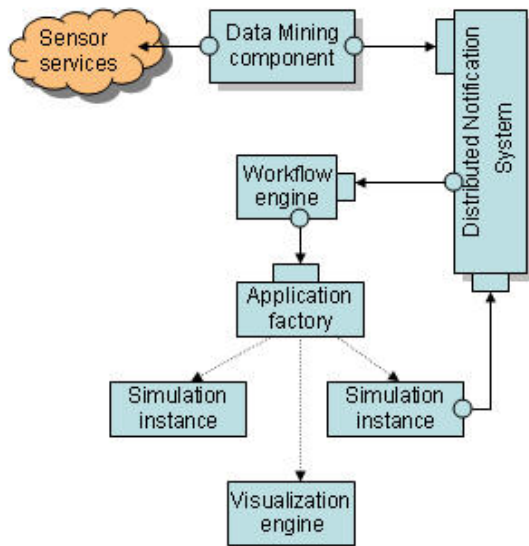 Sensor
services
Data Mining
component
Distributed Notification
System
Workflow
engine
Application
factory
Simulation
instance
Simulation
instance
Visualization
engine